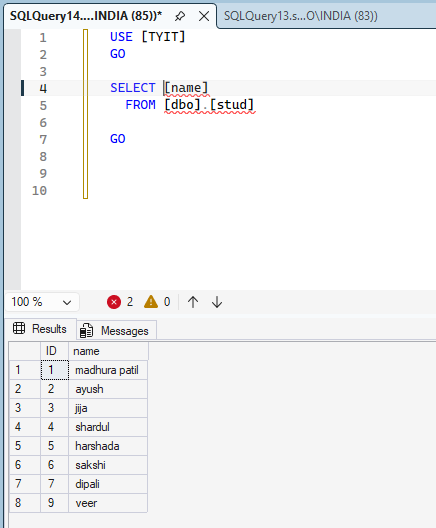 SQLQuery14....INDIA (85))* SQLQuery13.s...O\INDIA (83))
1 USE [TYIT]
2 GO
3
4 SELECT [name]
5 FROM [dbo].[stud]
6
7 GO
8
9
10
100 % 2 0
Results Messages
ID name
1 1 madhura patil
2 2 ayush
3 3 jija
4 4 shardul
5 5 harshada
6 6 sakshi
7 7 dipali
8 9 veer